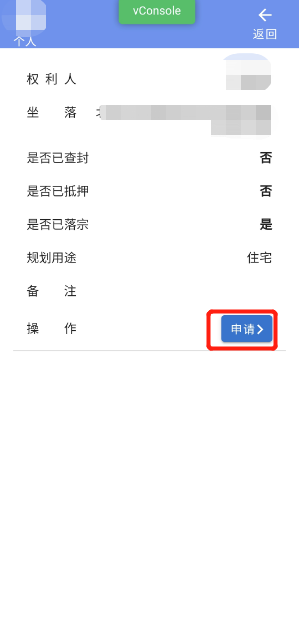 vConsole
个人
返回
权 利 人
坐 落
是否已查封 否
是否已抵押 否
是否已落宗 是
规划用途 住宅
备 注
操 作 申请